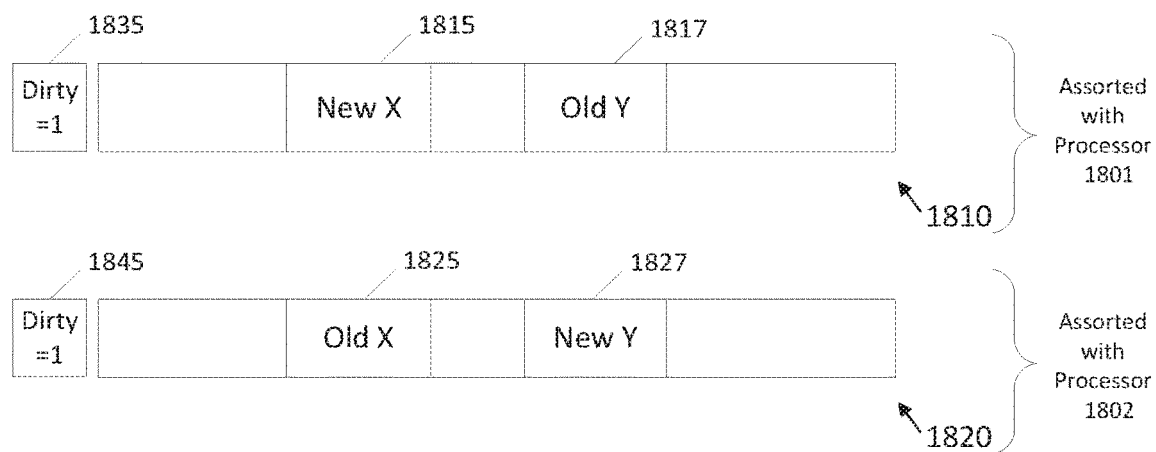 1835
1815
1817
Dirty
=1
New X
Old Y
Assorted
with
Processor
1801
1810
1845
1825
1827
Dirty
=1
Old X
New Y
Assorted
with
Processor
1802
1820